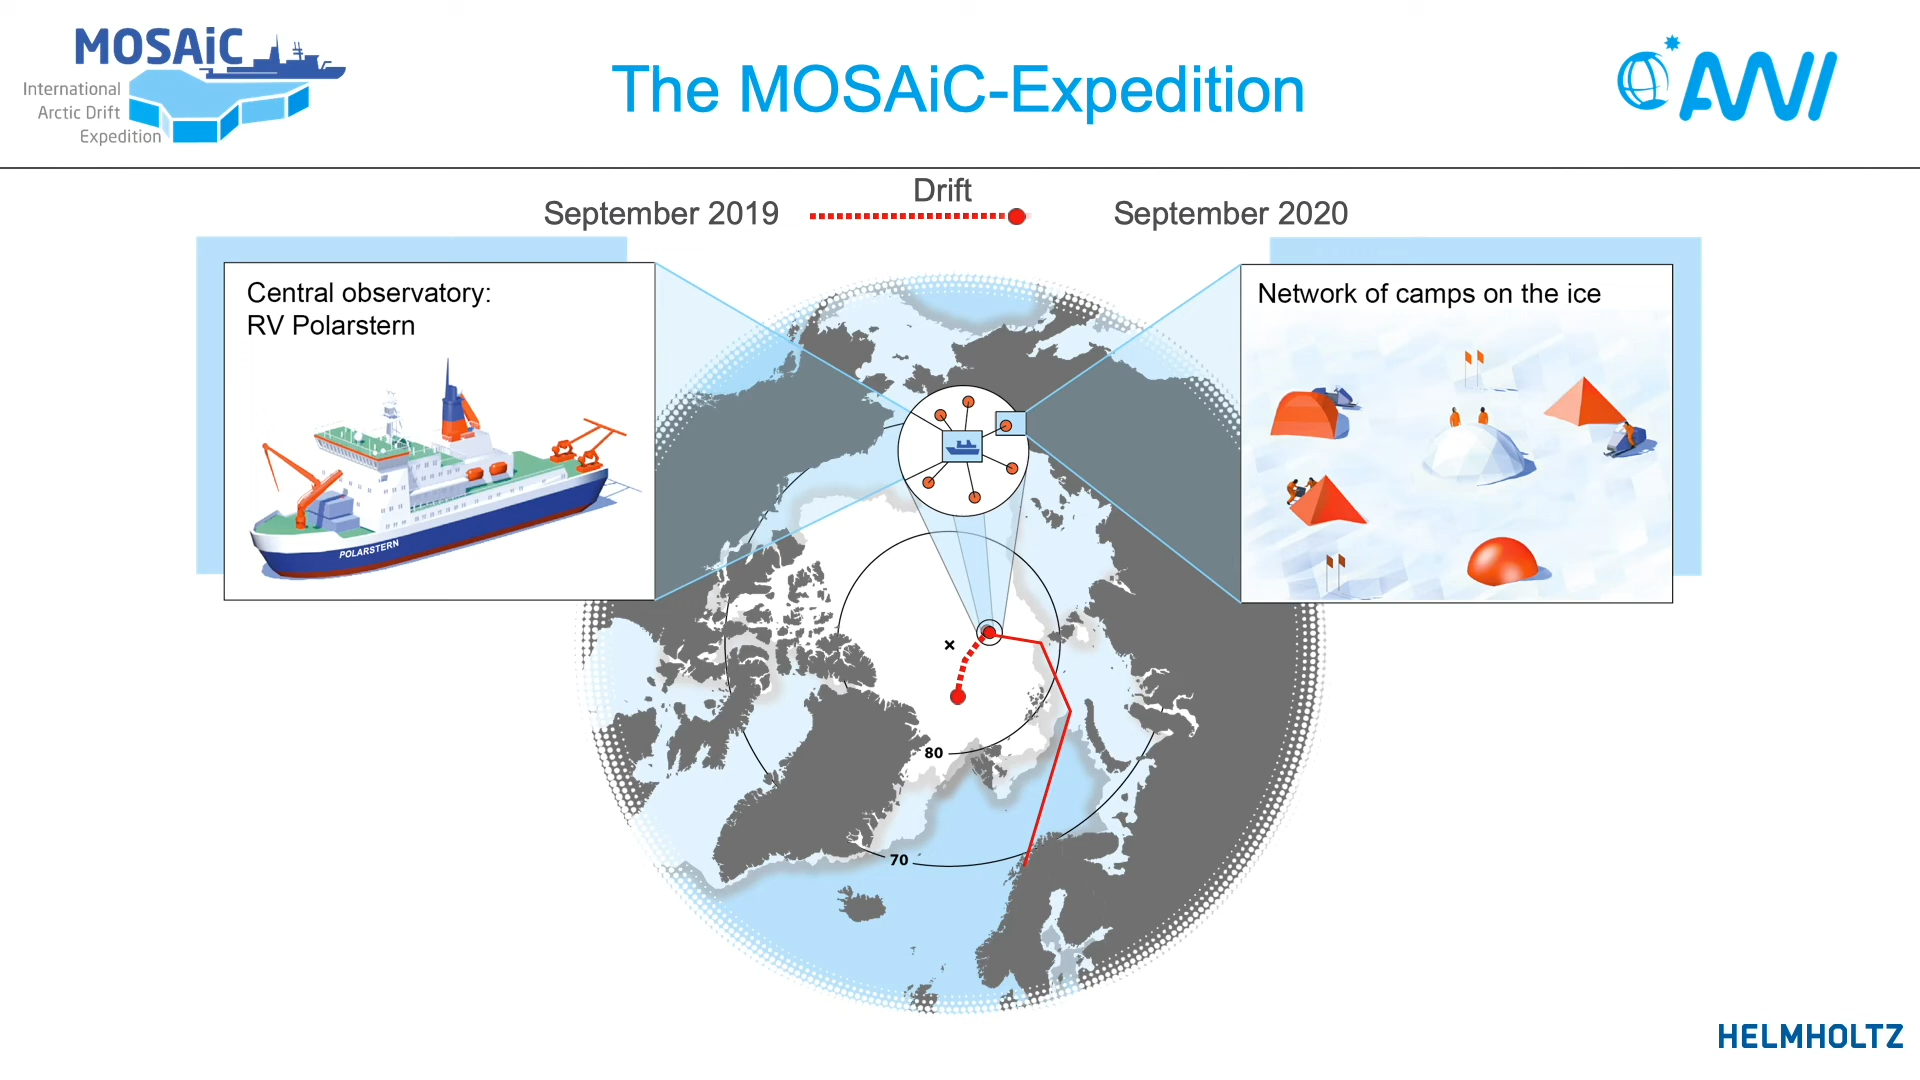 MOSAiC
International
Arctic Drift
Expedition
The MOSAiC-Expedition
AWI
Drift
September 2019
September 2020
Central observatory:
RV Polarstern
POLARSTERN
Network of camps on the ice
80
70
HELMHOLTZ